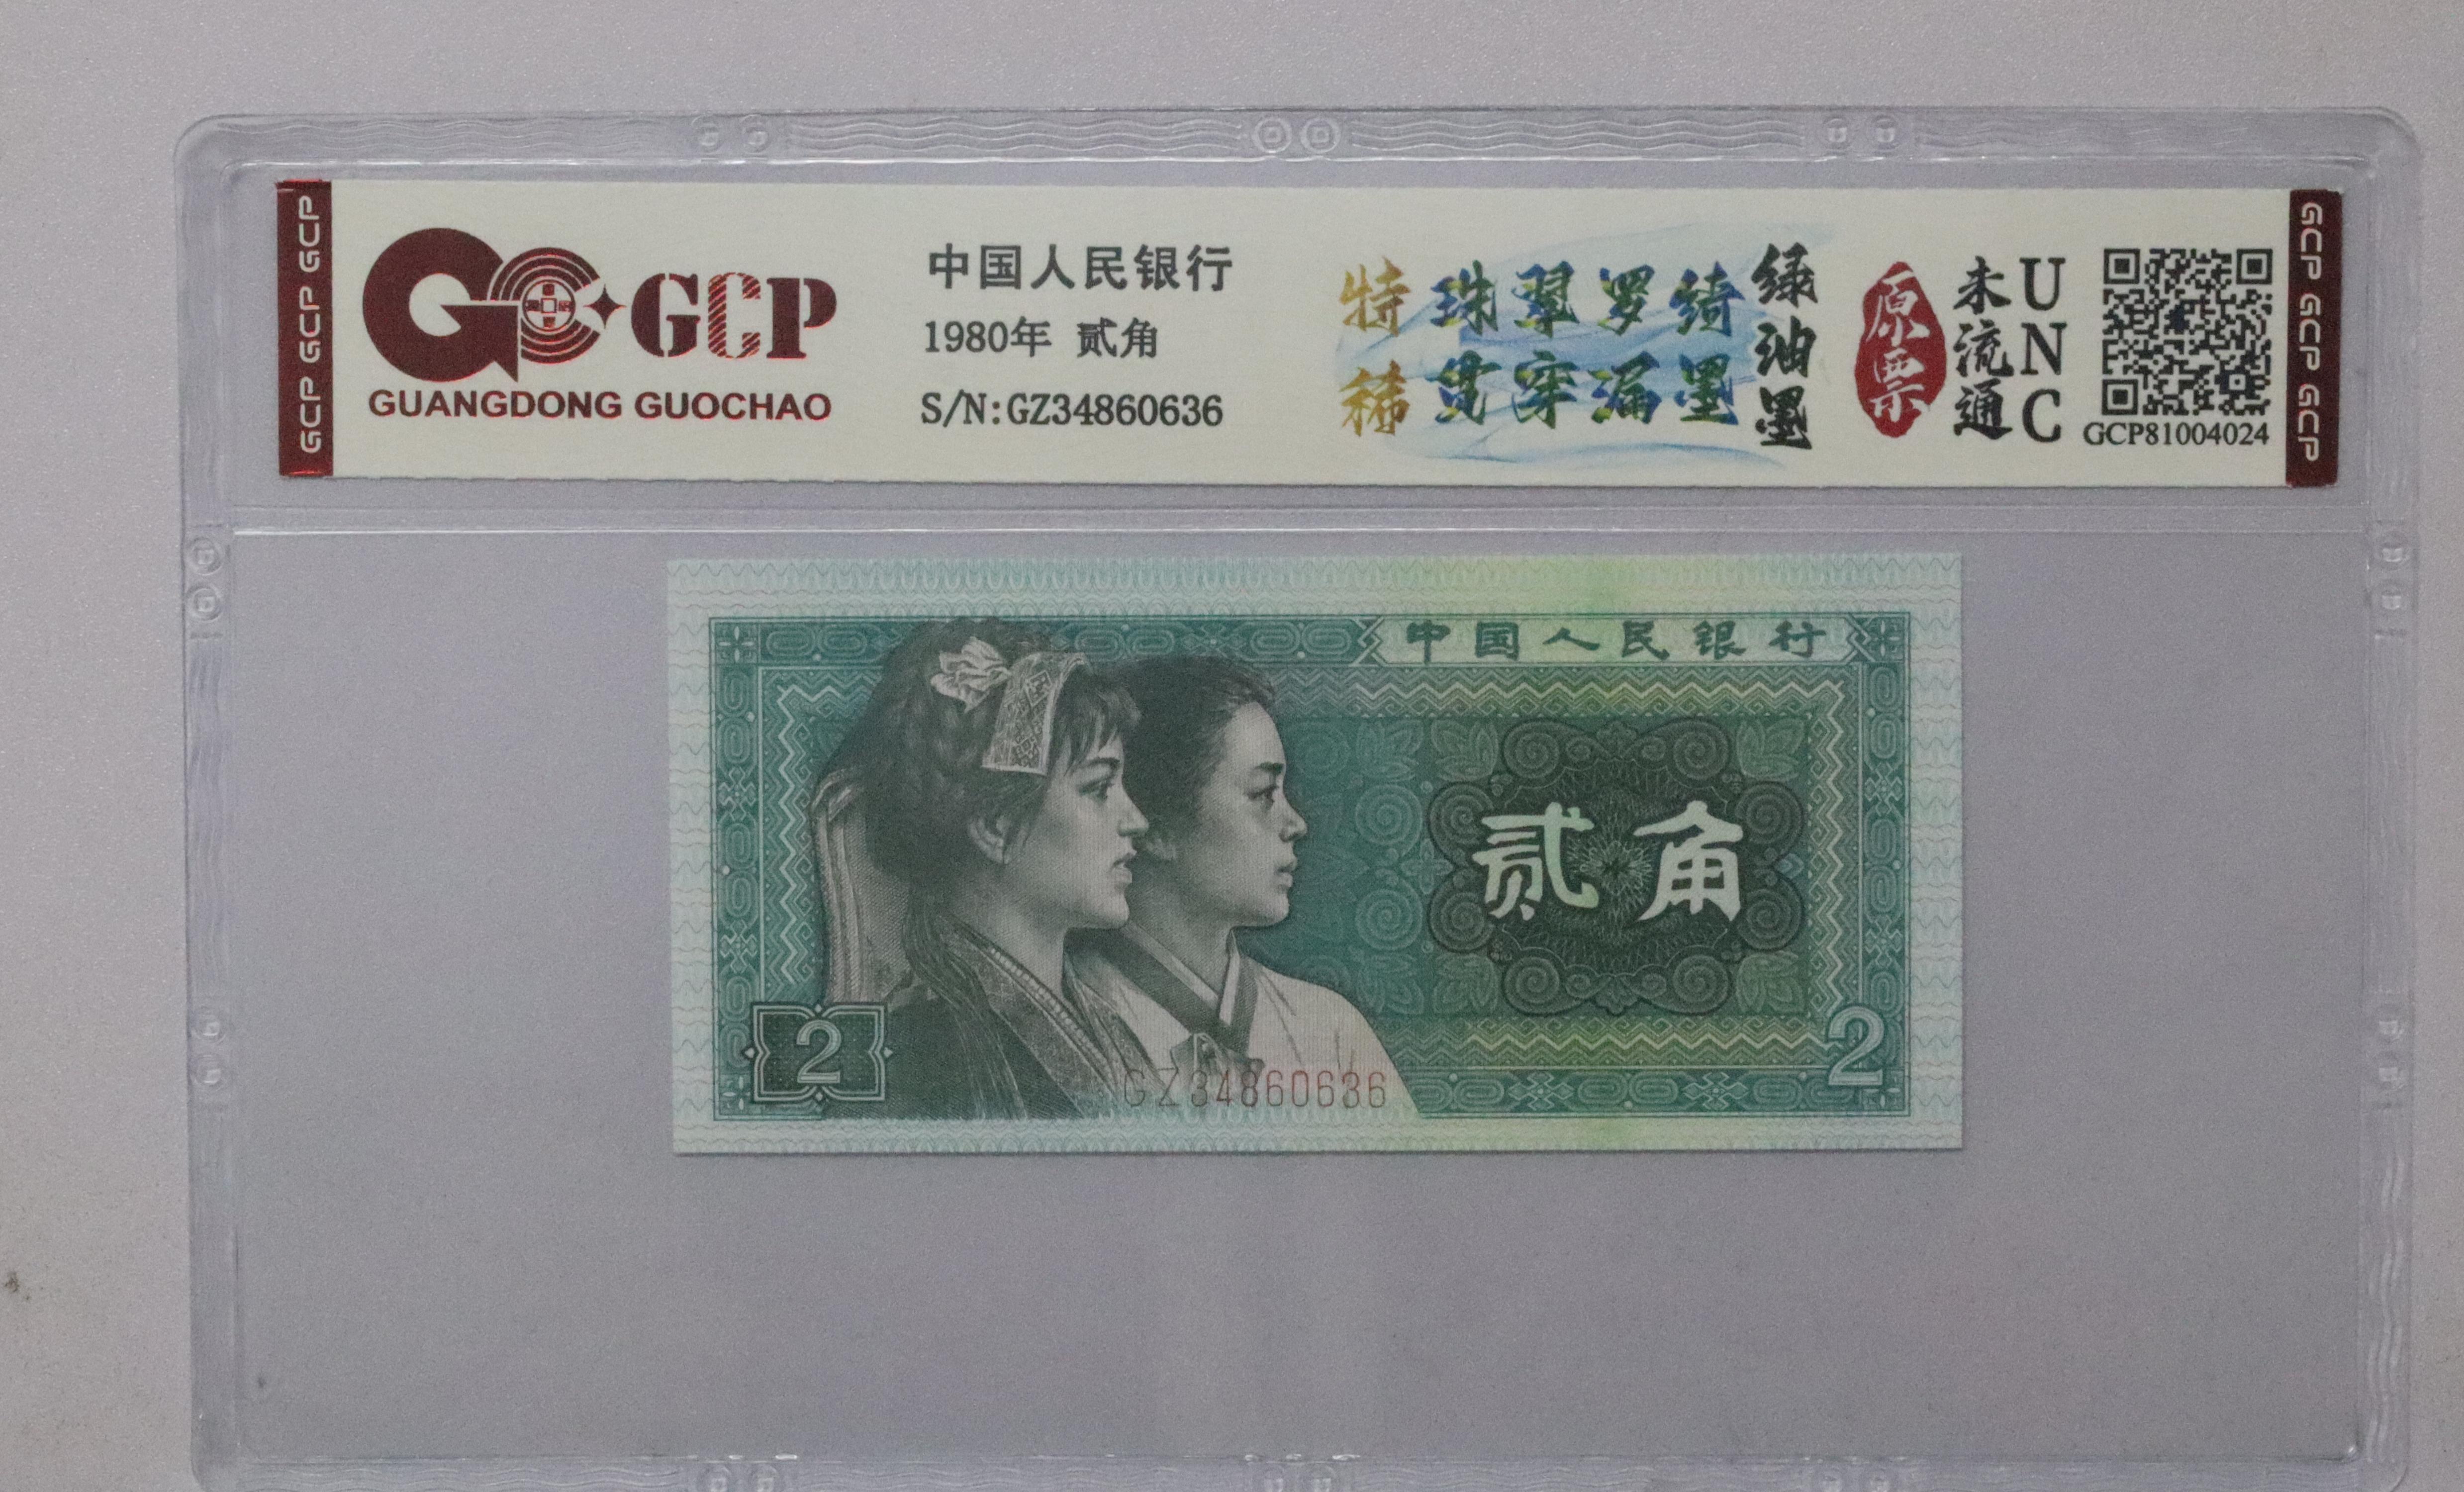 GCP GCP GCP
GCP
GUANGDONG GUOCHAO
中国人民银行
1980年 贰角
S/N:GZ34860636
特稀
珠翠罗绮
贯穿漏墨
绿油墨
原票
未流通
UNC
GCP81004024
GCP GCP GCP
中国人民银行
贰角
2
GZ34860636
2